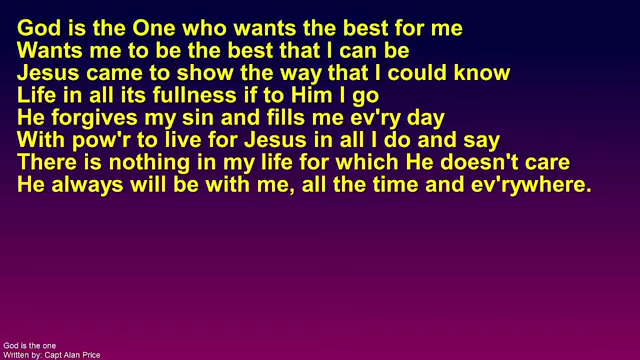 God is the One who wants the best for me
Wants me to be the best that I can be
Jesus came to show the way that I could know
Life in all its fullness if to Him I go
He forgives my sin and fills me ev'ry day
With pow'r to live for Jesus in all I do and say
There is nothing in my life for which He doesn't care
He always will be with me, all the time and ev'rywhere.
God is the one
Written by: Capt Alan Price